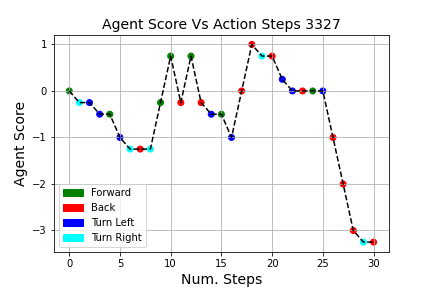 Agent Score Vs Action Steps 3327
Agent Score
1
0
−1
−2
−3
Forward
Back
Turn Left
Turn Right
0 5 10 15 20 25 30
Num. Steps